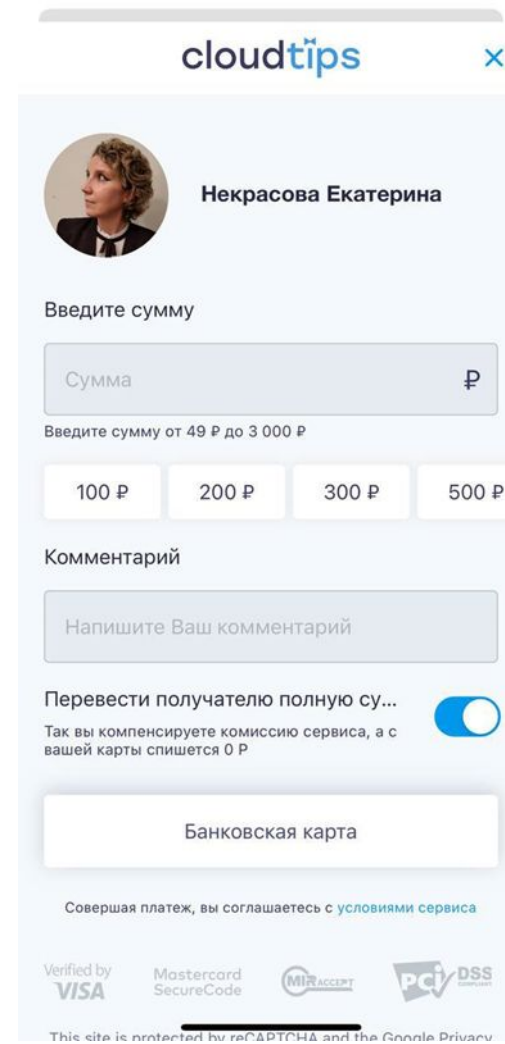 cloudtips
Некрасова Екатерина
Введите сумму
Сумма ₽
Введите сумму от 49 ₽ до 3 000 ₽
100 ₽ 200 ₽ 300 ₽ 500 ₽
Комментарий
Напишите Ваш комментарий
Перевести получателю полную су...
Так вы компенсируете комиссию сервиса, а с
вашей карты спишется 0 Р
Банковская карта
Совершая платеж, вы соглашаетесь с условиями сервиса
Verified by
VISA
Mastercard
SecureCode
MIR ACCEPT
PCI DSS
COMPLIANT
This site is protected by reCAPTCHA and the Google Privacy